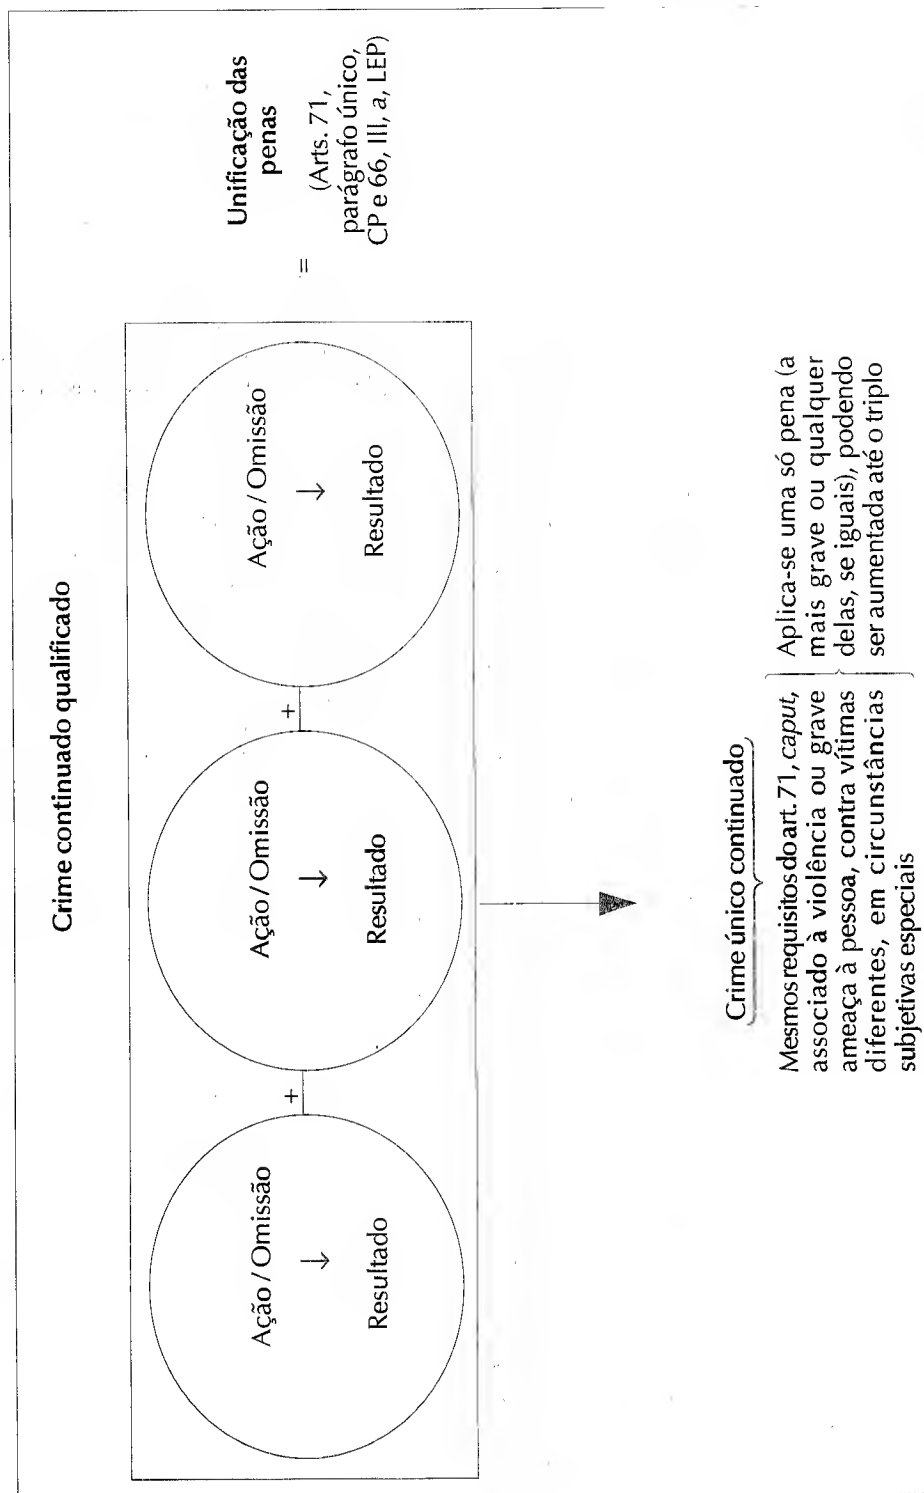 Crime continuado qualificado
Ação / Omissão
↓
Resultado
+
Ação / Omissão
↓
Resultado
+
Ação / Omissão
↓
Resultado
=
Unificação das
penas
(Arts. 71,
parágrafo único,
CP e 66, III, a, LEP)
Crime único continuado
Mesmos requisitos do art. 71, caput,
associado à violência ou grave
ameaça à pessoa, contra vítimas
diferentes, em circunstâncias
subjetivas especiais
Aplica-se uma só pena (a
mais grave ou qualquer
delas, se iguais), podendo
ser aumentada até o triplo